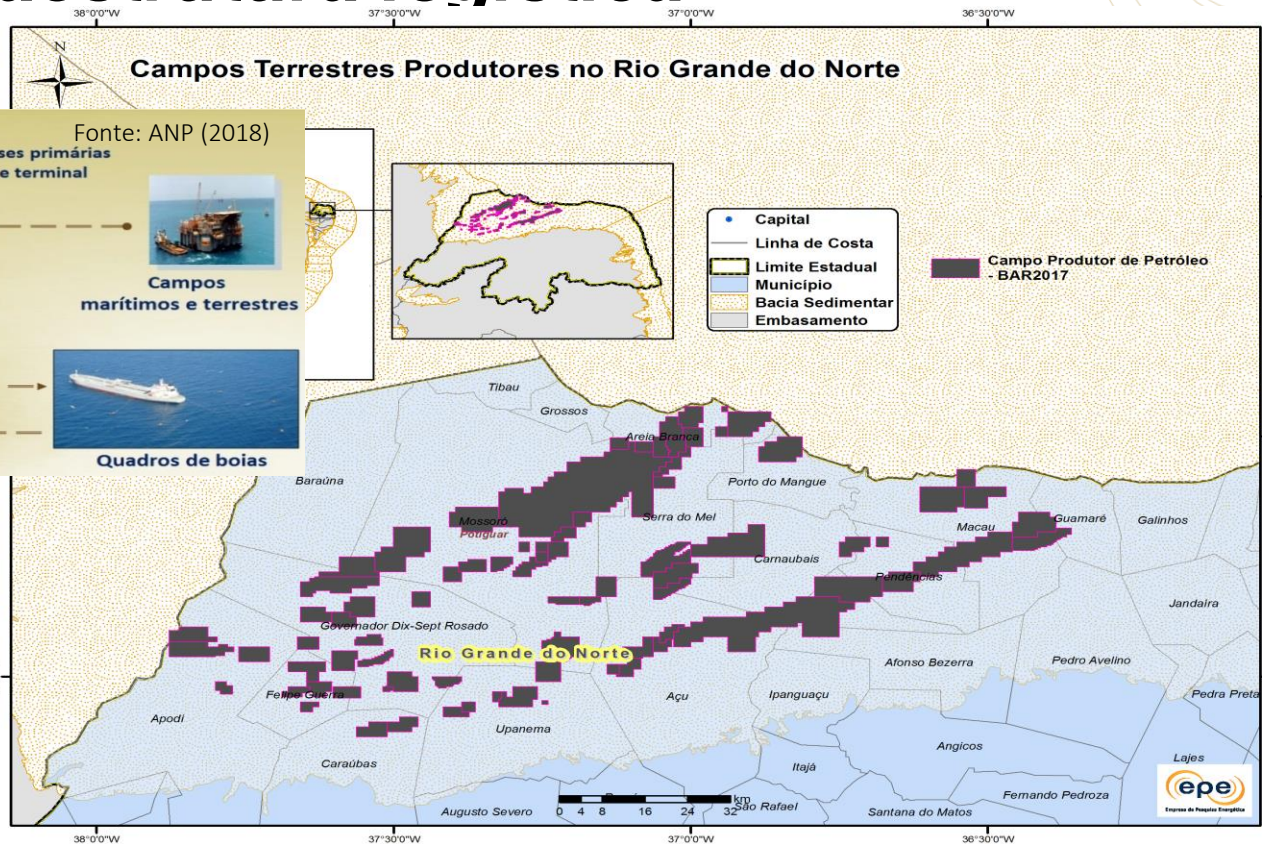 38°0'0"W 37°30'0"W 37°0'0"W 36°30'0"W
N
Campos Terrestres Produtores no Rio Grande do Norte
Fonte: ANP (2018)
ses primárias
e terminal
Campos
marítimos e terrestres
Quadros de boias
Capital
Linha de Costa
Limite Estadual
Município
Bacia Sedimentar
Embasamento
Campo Produtor de Petróleo
- BAR2017
Tibau
Grossos
Areia Branca
Baraúna
Porto do Mangue
Mossoró
Potiguar
Serra do Mel
Macau
Guamaré
Galinhos
Carnaubais
Pendências
Jandaíra
Governador Dix-Sept Rosado
Rio Grande do Norte
Afonso Bezerra
Pedro Avelino
Felipe Guerra
Açu
Ipanguaçu
Pedra Preta
Apodi
Upanema
Angicos
Caraúbas
Itajá
Lajes
Fernando Pedroza
km
0 4 8 16 24 32
São Rafael
Augusto Severo
Santana do Matos
epe
Empresa de Pesquisa Energética
38°0'0"W 37°30'0"W 37°0'0"W 36°30'0"W